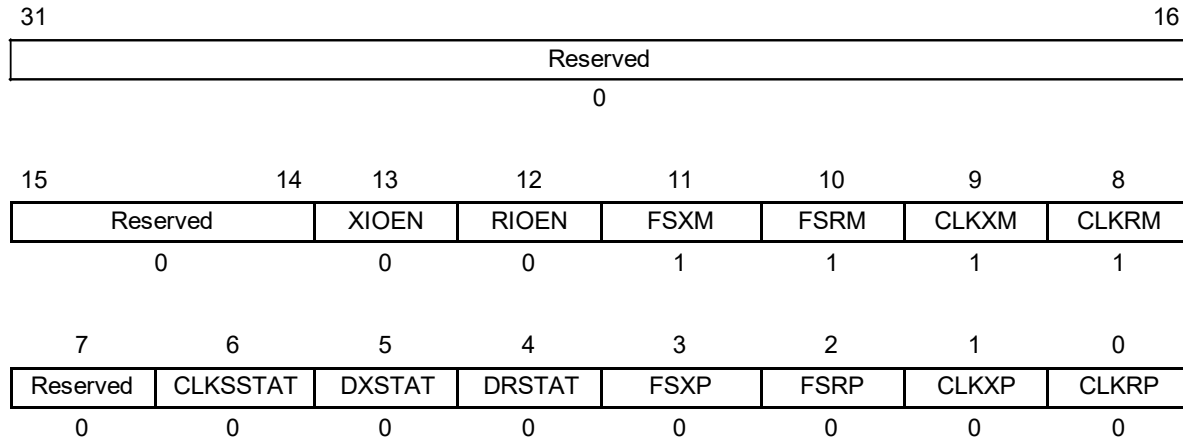 31 16
Reserved
0
15 14 13 12 11 10 9 8
Reserved XIOEN RIOEN FSXM FSRM CLKXM CLKRM
0 0 0 1 1 1 1
7 6 5 4 3 2 1 0
Reserved CLKSSTAT DXSTAT DRSTAT FSXP FSRP CLKXP CLKRP
0 0 0 0 0 0 0 0